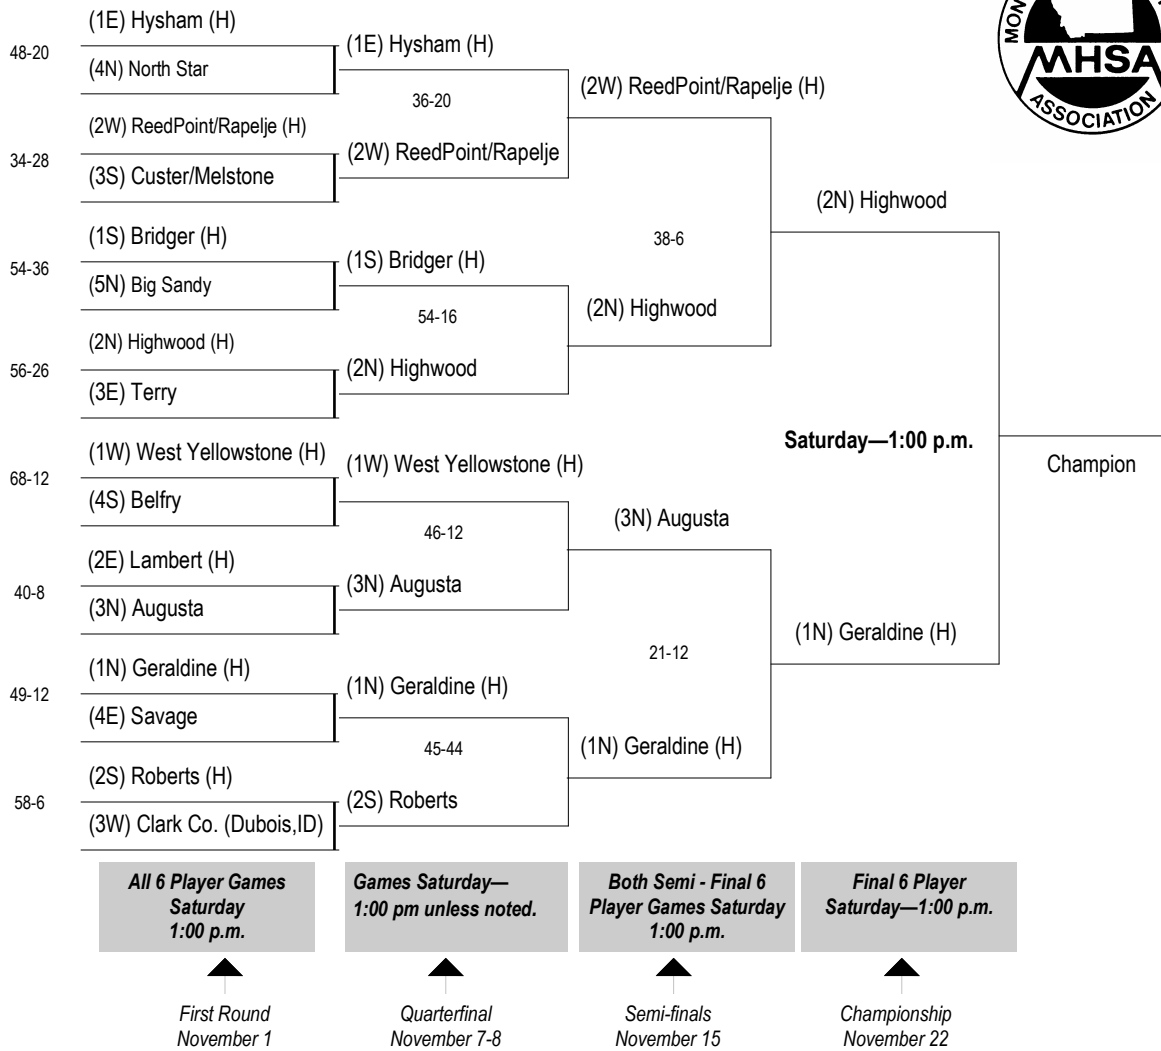 (1E) Hysham (H)
48-20
(4N) North Star
(2W) ReedPoint/Rapelje (H)
34-28
(3S) Custer/Melstone
(1S) Bridger (H)
54-36
(5N) Big Sandy
(2N) Highwood (H)
56-26
(3E) Terry
(1W) West Yellowstone (H)
68-12
(4S) Belfry
(2E) Lambert (H)
40-8
(3N) Augusta
(1N) Geraldine (H)
49-12
(4E) Savage
(2S) Roberts (H)
58-6
(3W) Clark Co. (Dubois,ID)
(1E) Hysham (H)
36-20
(2W) ReedPoint/Rapelje
(1S) Bridger (H)
54-16
(2N) Highwood
(1W) West Yellowstone (H)
46-12
(3N) Augusta
(1N) Geraldine (H)
45-44
(2S) Roberts
(2W) ReedPoint/Rapelje (H)
38-6
(2N) Highwood
(3N) Augusta
21-12
(1N) Geraldine (H)
(2N) Highwood
Saturday—1:00 p.m.
(1N) Geraldine (H)
Champion
MHSA
ASSOCIATION
All 6 Player Games
Saturday
1:00 p.m.
Games Saturday—
1:00 pm unless noted.
Both Semi - Final 6
Player Games Saturday
1:00 p.m.
Final 6 Player
Saturday—1:00 p.m.
First Round
November 1
Quarterfinal
November 7-8
Semi-finals
November 15
Championship
November 22